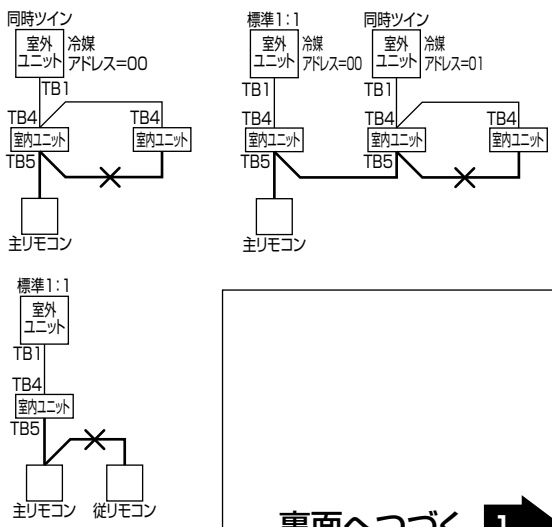 同時ツイン
室外
ユニット
冷媒
アドレス=00
TB1
TB4
TB4
室内ユニット
室内ユニット
TB5
主リモコン
標準1:1
同時ツイン
室外
ユニット
冷媒
アドレス=00
室外
ユニット
冷媒
アドレス=01
TB1
TB1
TB4
TB4
TB4
室内ユニット
室内ユニット
室内ユニット
TB5
TB5
主リモコン
標準1:1
室外
ユニット
TB1
TB4
室内ユニット
TB5
主リモコン
従リモコン
裏面へつづく
1